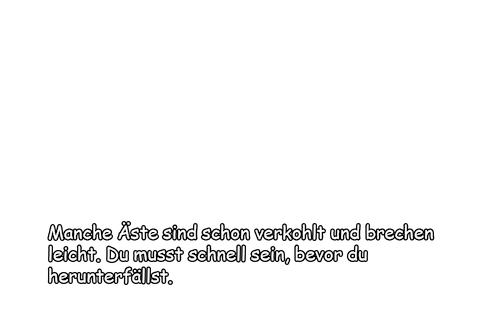 Manche Äste sind schon verkohlt und brechen
leicht. Du musst schnell sein, bevor du
herunterfällst.